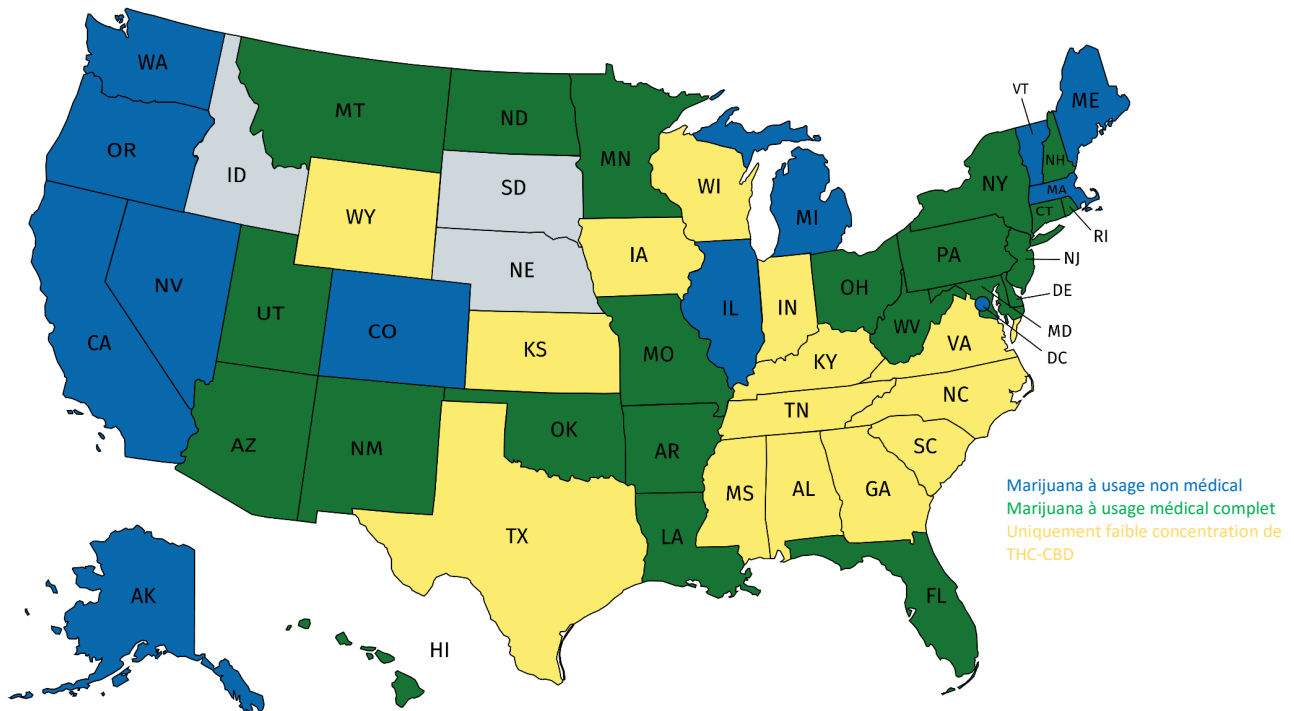 WA
MT
ND
MN
VT
ME
OR
ID
SD
WI
NH
NY
MA
MI
CT
RI
WY
IA
NE
PA
NJ
NV
UT
CO
IL
IN
OH
DE
WV
MD
DC
CA
KS
MO
KY
VA
NC
TN
AZ
NM
OK
AR
SC
MS
AL
GA
TX
LA
FL
AK
HI
Marijuana à usage non médical
Marijuana à usage médical complet
Uniquement faible concentration de
THC-CBD